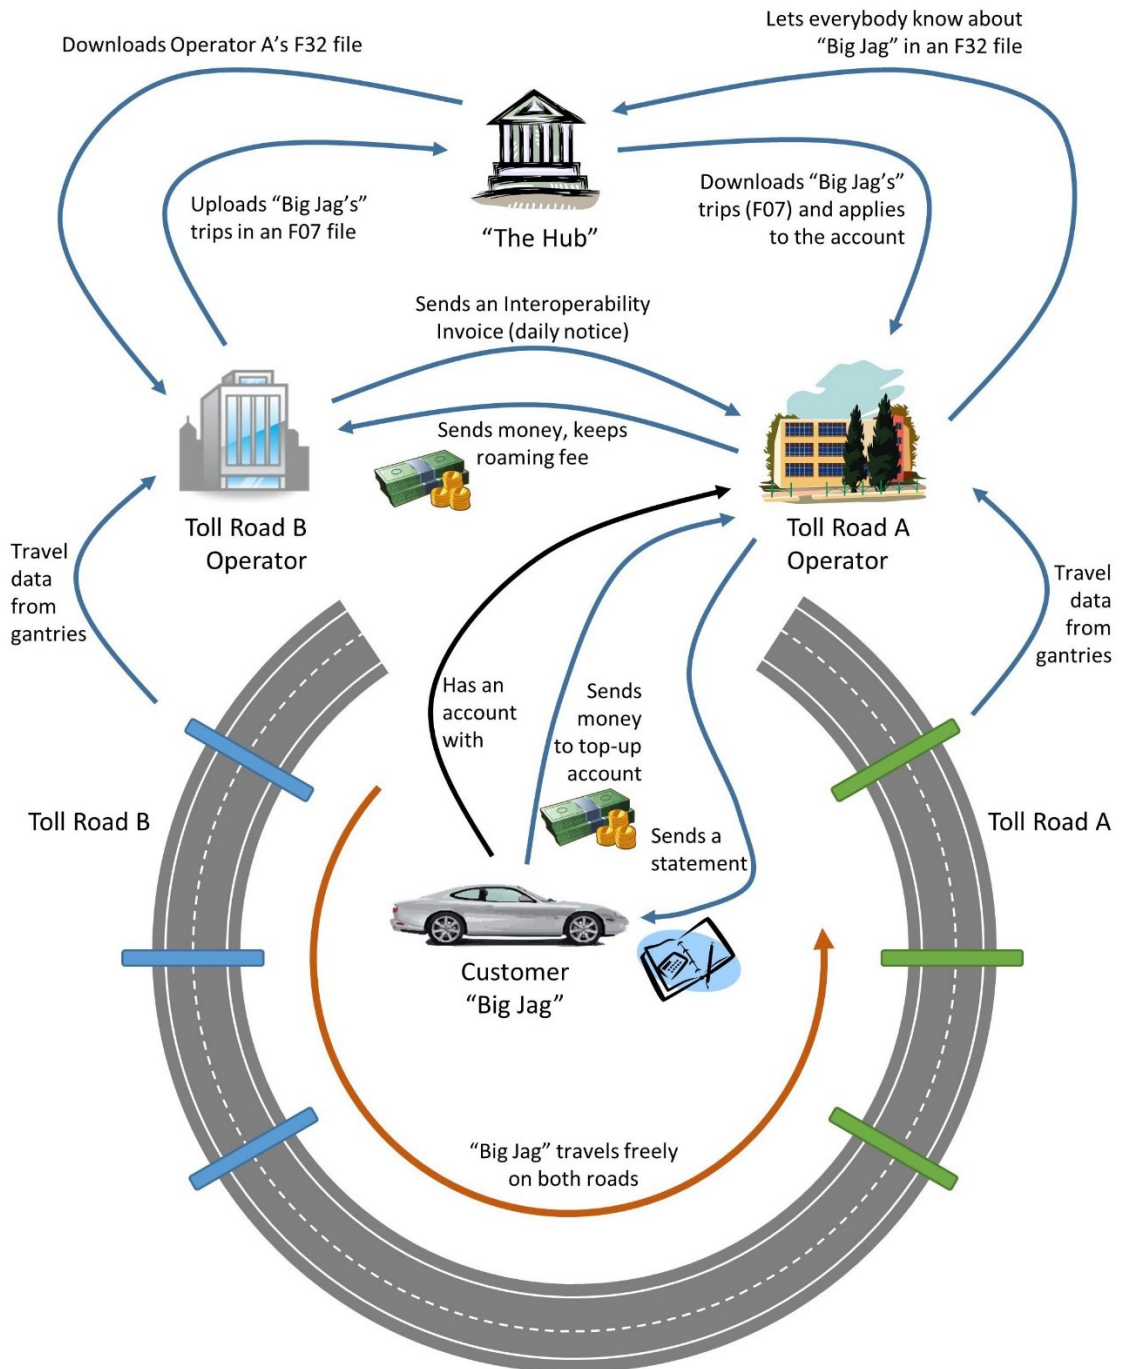 Downloads Operator A’s F32 file
Lets everybody know about
“Big Jag” in an F32 file
Uploads “Big Jag’s”
trips in an F07 file
“The Hub”
Downloads “Big Jag’s”
trips (F07) and applies
to the account
Sends an Interoperability
Invoice (daily notice)
Sends money, keeps
roaming fee
Toll Road B
Operator
Toll Road A
Operator
Travel
data
from
gantries
Travel
data
from
gantries
Has an
account
with
Sends
money
to top-up
account
Toll Road B
Toll Road A
Sends a
statement
Customer
“Big Jag”
“Big Jag” travels freely
on both roads